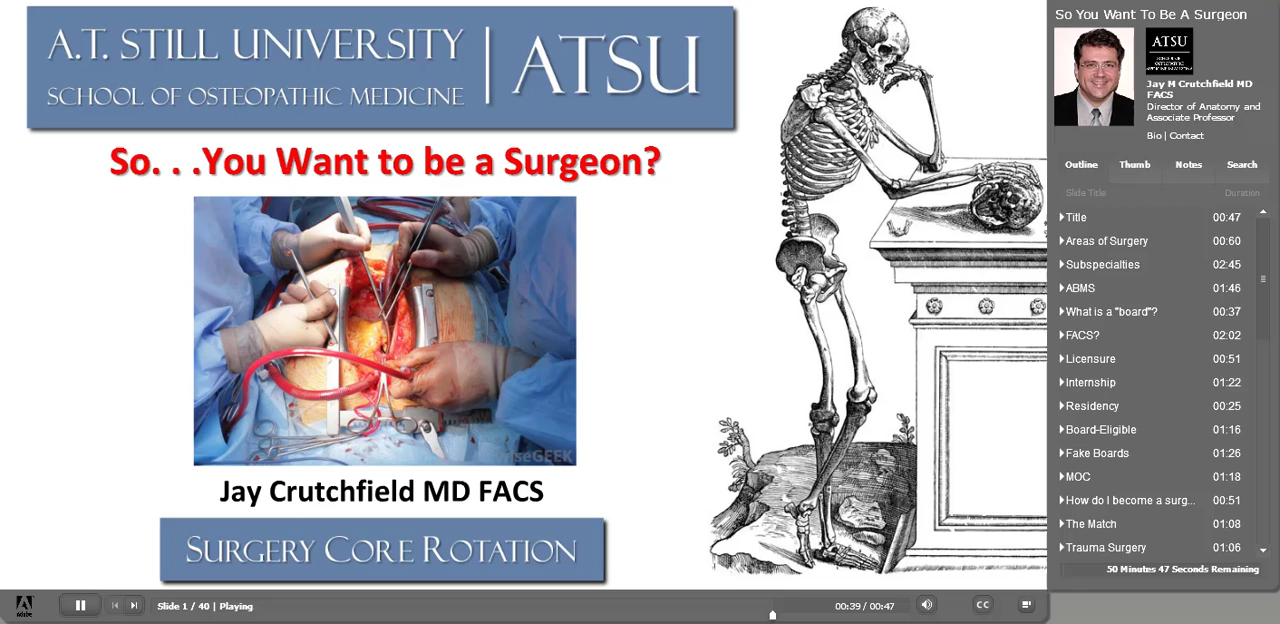 A.T. STILL UNIVERSITY
SCHOOL OF OSTEOPATHIC MEDICINE
ATSU
So. . .You Want to be a Surgeon?
wiseGEEK
Jay Crutchfield MD FACS
SURGERY CORE ROTATION
So You Want To Be A Surgeon
ATSU
Jay M Crutchfield MD
FACS
Director of Anatomy and
Associate Professor
Bio | Contact
Outline Thumb Notes Search
Slide Title Duration
Title 00:47
Areas of Surgery 00:60
Subspecialties 02:45
ABMS 01:46
What is a "board"? 00:37
FACS? 02:02
Licensure 00:51
Internship 01:22
Residency 00:25
Board-Eligible 01:16
Fake Boards 01:26
MOC 01:18
How do I become a surg... 00:51
The Match 01:08
Trauma Surgery 01:06
50 Minutes 47 Seconds Remaining
Adobe
Slide 1 / 40 | Playing
00:39 / 00:47
CC